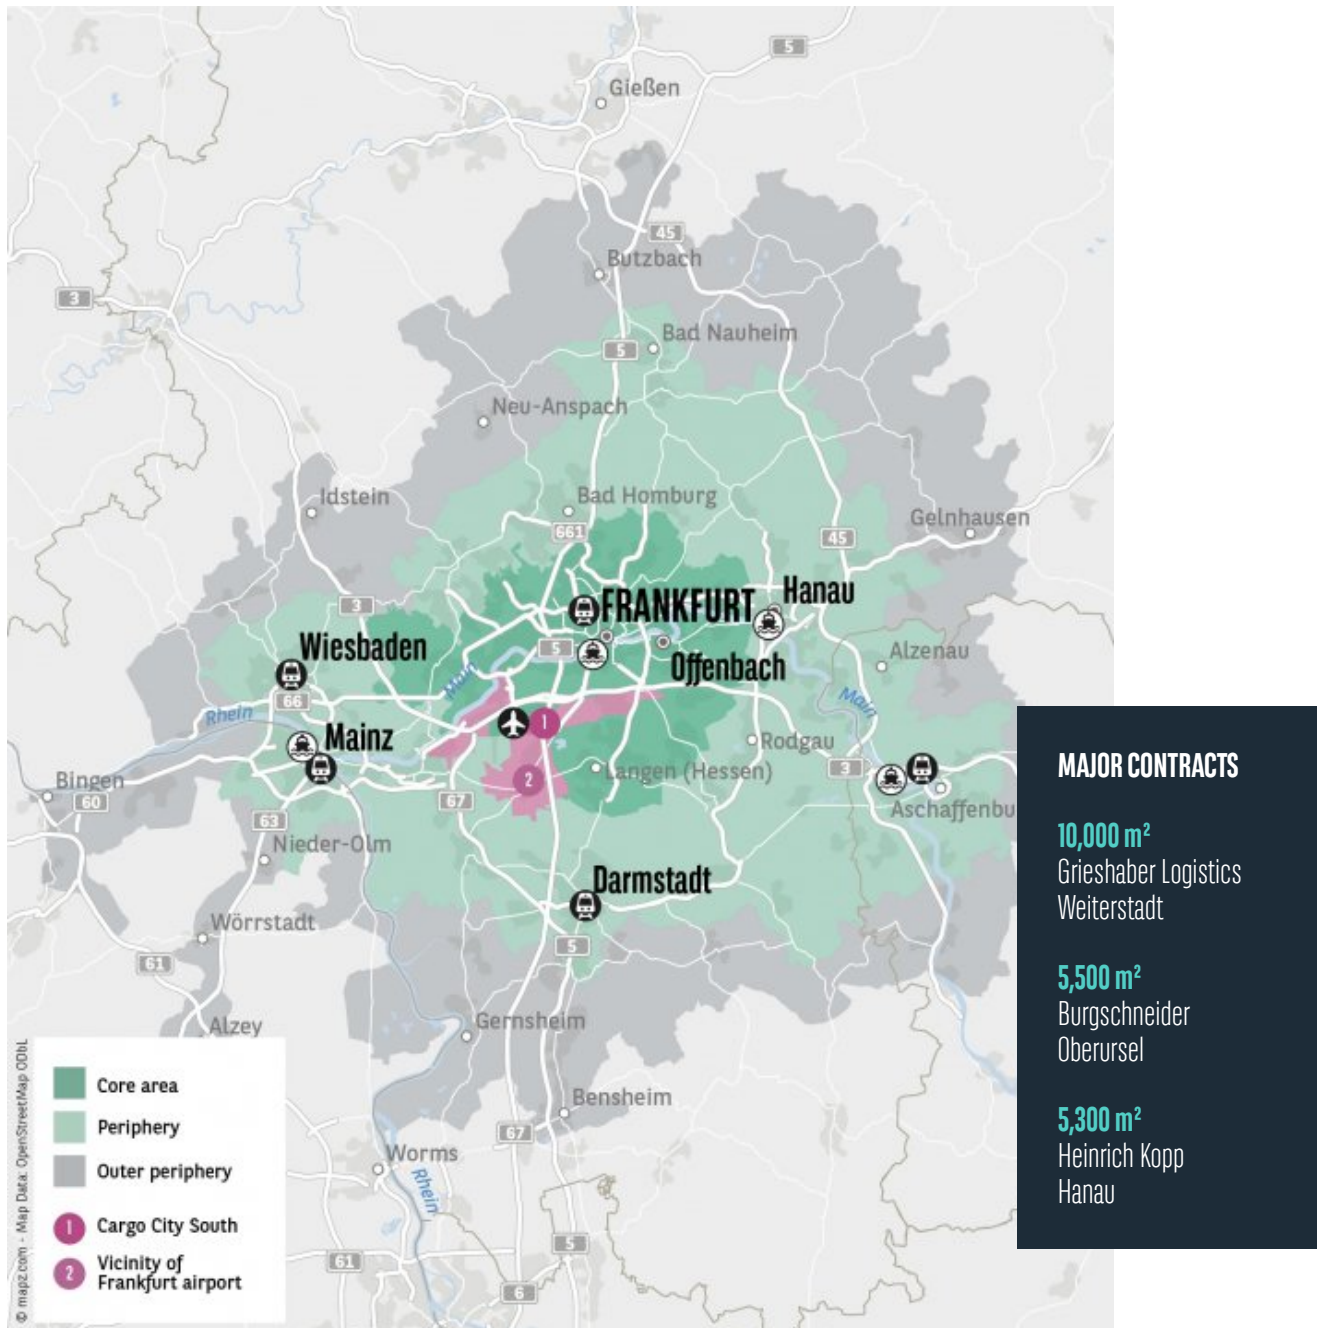 5
Gießen
45
Butzbach
3
Bad Nauheim
5
Neu-Anspach
Idstein
Bad Homburg
661
Gelnhausen
45
3
FRANKFURT
Hanau
Wiesbaden
5
Offenbach
Alzenau
Main
Main
66
Rhein
Mainz
1
Rodgau
Bingen
60
2
Langen (Hessen)
3
Aschaffenbu
67
63
Nieder-Olm
Darmstadt
Wörrstadt
5
61
Gernsheim
Alzey
Bensheim
67
Worms
Rhein
5
61
6
Core area
Periphery
Outer periphery
1 Cargo City South
2 Vicinity of
Frankfurt airport
© mapz.com - Map Data: OpenStreetMap ODbL
MAJOR CONTRACTS
10,000 m²
Grieshaber Logistics
Weiterstadt
5,500 m²
Burgschneider
Oberursel
5,300 m²
Heinrich Kopp
Hanau